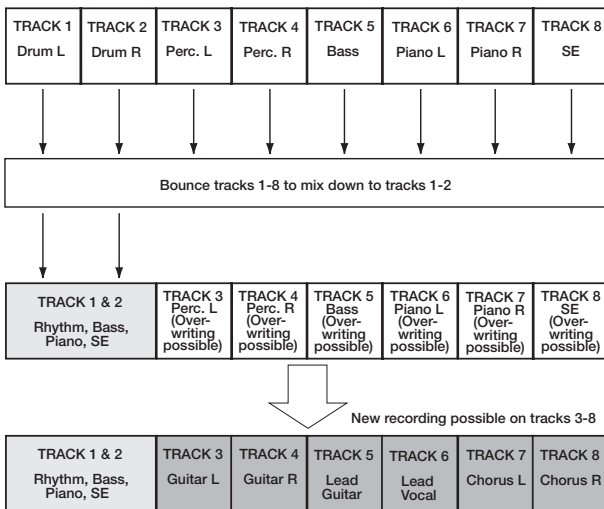 TRACK 1 TRACK 2 TRACK 3 TRACK 4 TRACK 5 TRACK 6 TRACK 7 TRACK 8
Drum L Drum R Perc. L Perc. R Bass Piano L Piano R SE
Bounce tracks 1-8 to mix down to tracks 1-2
TRACK 1 & 2
Rhythm, Bass,
Piano, SE
TRACK 3
Perc. L
(Over-
writing
possible)
TRACK 4
Perc. R
(Over-
writing
possible)
TRACK 5
Bass
(Over-
writing
possible)
TRACK 6
Piano L
(Over-
writing
possible)
TRACK 7
Piano R
(Over-
writing
possible)
TRACK 8
SE
(Over-
writing
possible)
New recording possible on tracks 3-8
TRACK 1 & 2
Rhythm, Bass,
Piano, SE
TRACK 3
Guitar L
TRACK 4
Guitar R
TRACK 5
Lead
Guitar
TRACK 6
Lead
Vocal
TRACK 7
Chorus L
TRACK 8
Chorus R